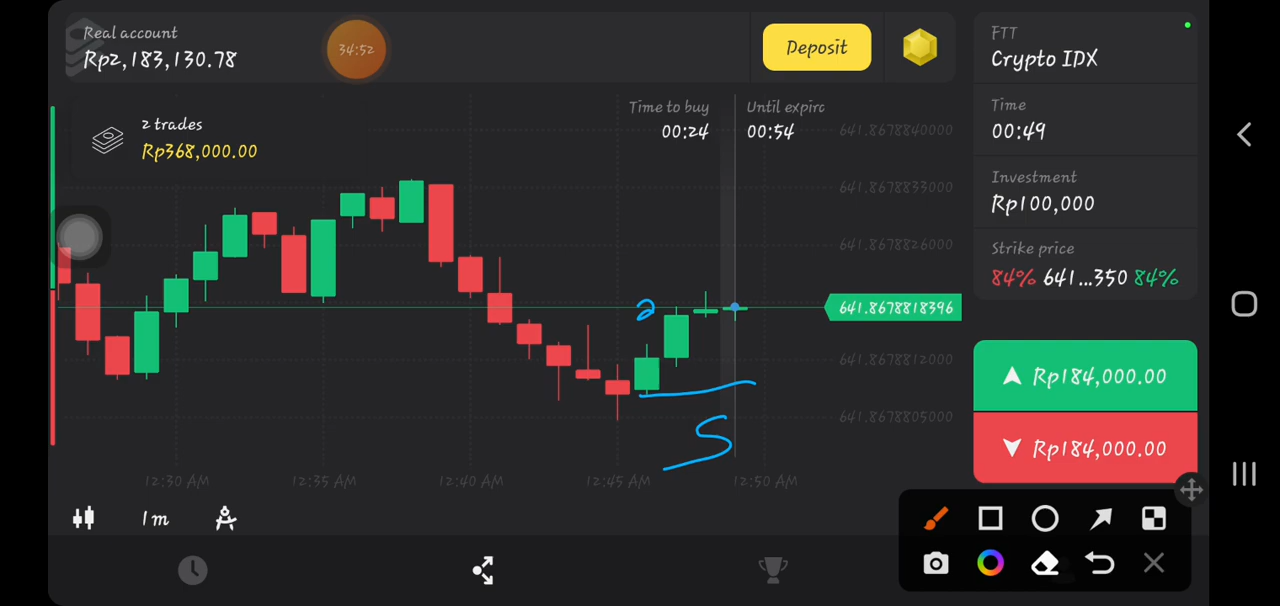 Real account
Rp2,183,130.78
34:52
Deposit
FTT
Crypto IDX
Time
00:49
Investment
Rp100,000
Strike price
84% 641...350 84%
2 trades
Rp368,000.00
Time to buy
00:24
Until expire
00:54
641.8678840000
641.8678833000
641.8678826000
641.8678818396
641.8678812000
641.8678805000
2
S
Rp184,000.00
Rp184,000.00
12:30 AM
12:35 AM
12:40 AM
12:45 AM
12:50 AM
1m